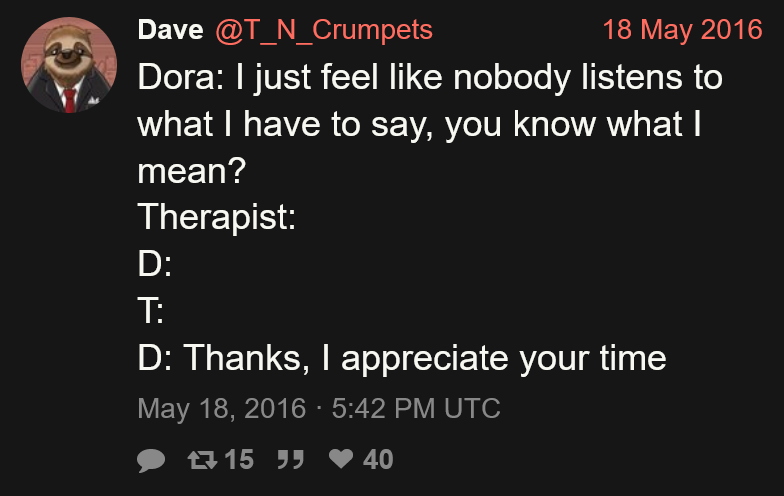 Dave @T_N_Crumpets 18 May 2016
Dora: I just feel like nobody listens to
what I have to say, you know what I
mean?
Therapist:
D:
T:
D: Thanks, I appreciate your time
May 18, 2016 · 5:42 PM UTC
15 40